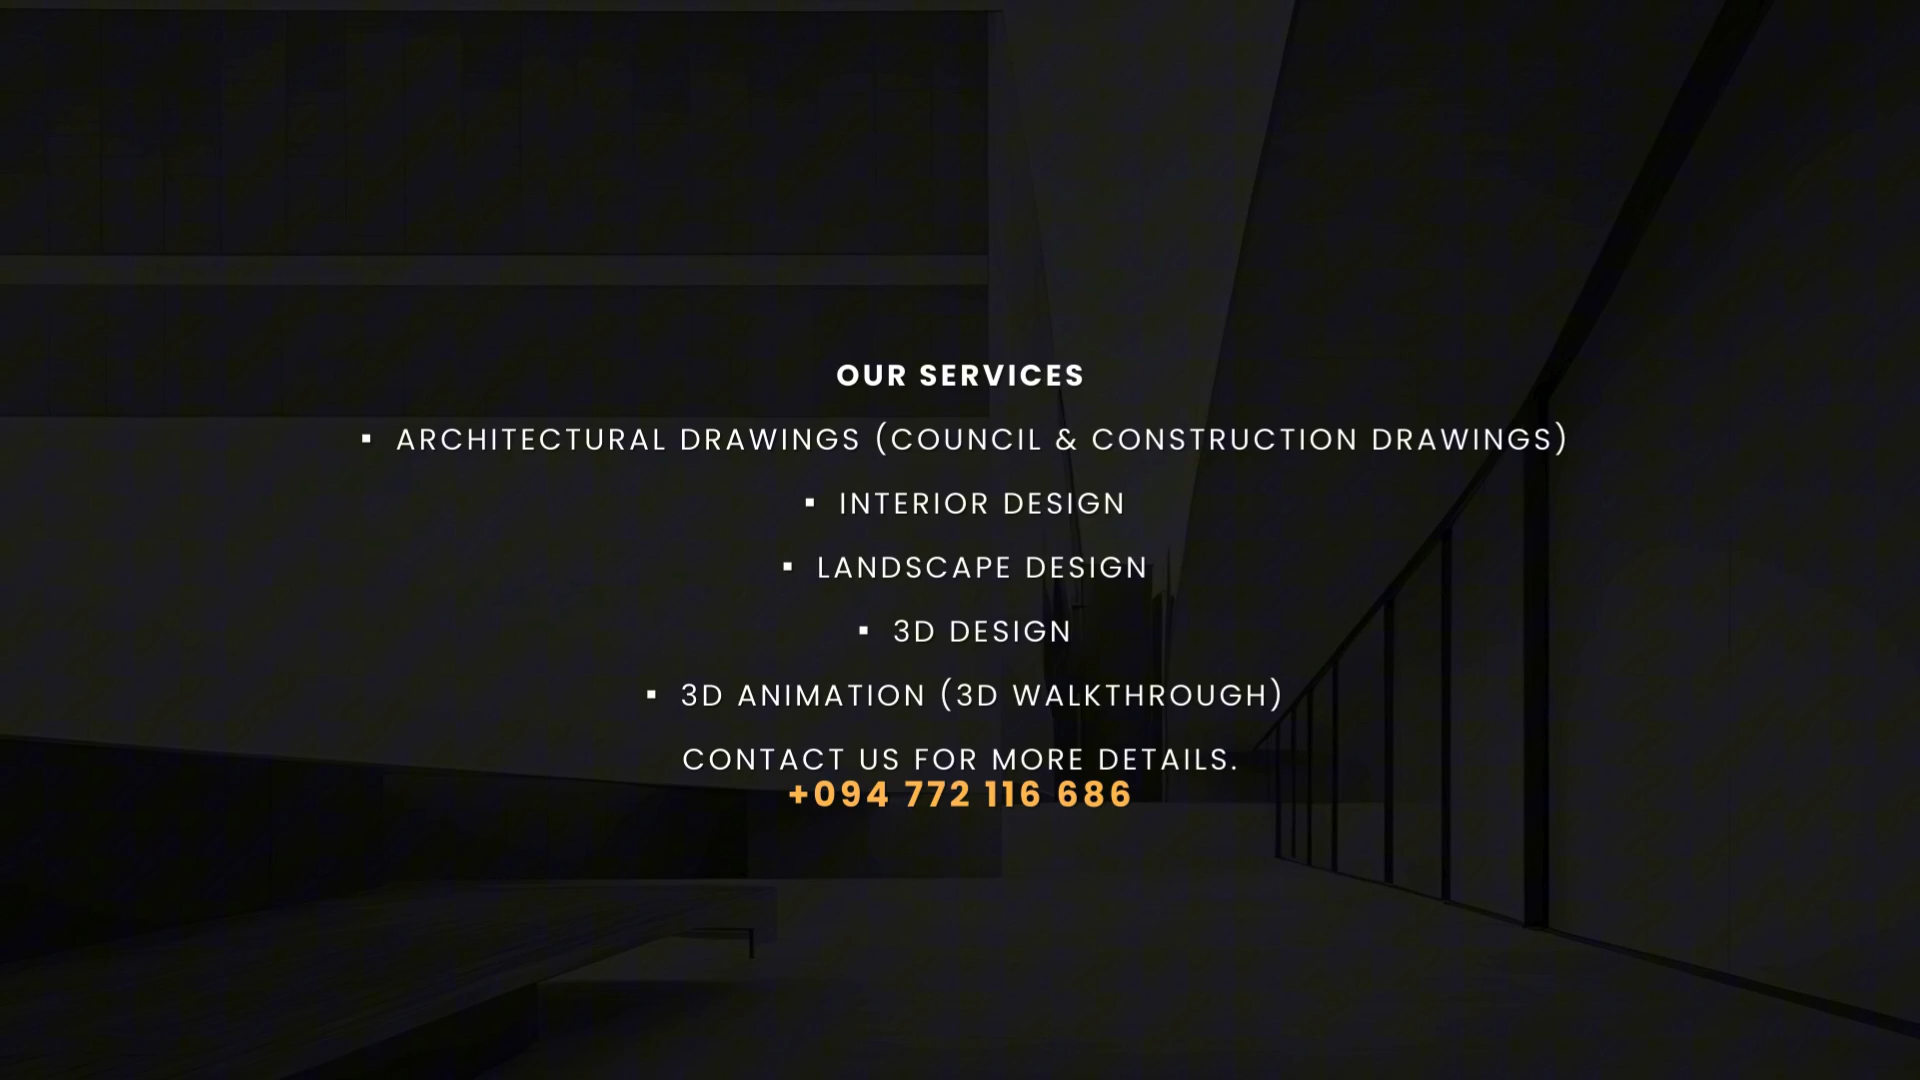 OUR SERVICES
▪ ARCHITECTURAL DRAWINGS (COUNCIL & CONSTRUCTION DRAWINGS)
▪ INTERIOR DESIGN
▪ LANDSCAPE DESIGN
▪ 3D DESIGN
▪ 3D ANIMATION (3D WALKTHROUGH)
CONTACT US FOR MORE DETAILS.
+094 772 116 686